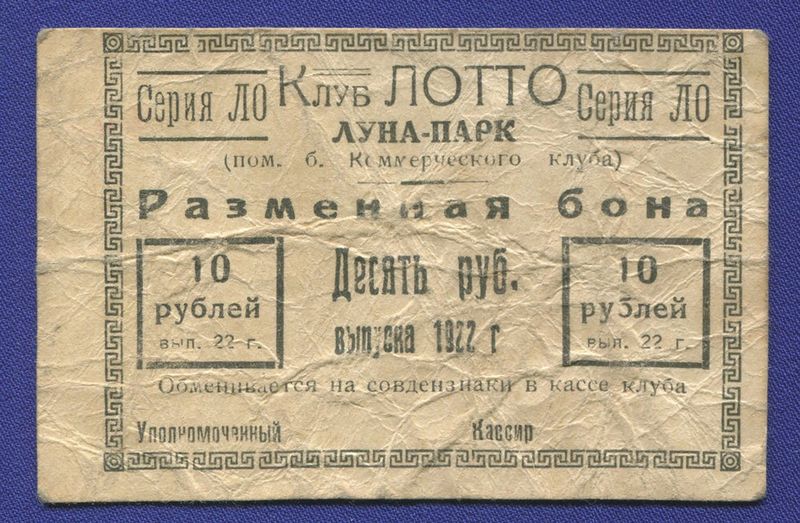 Серия ЛО Клуб ЛОТТО Серия ЛО
ЛУНА-ПАРК
(пом. б. Коммерческого клуба)
Разменная бона
10 рублей вып. 22 г.
Десять руб.
выпуска 1922 г
10 рублей вып. 22 г.
Обменивается на совдензнаки в кассе клуба
Уполномоченный Кассир